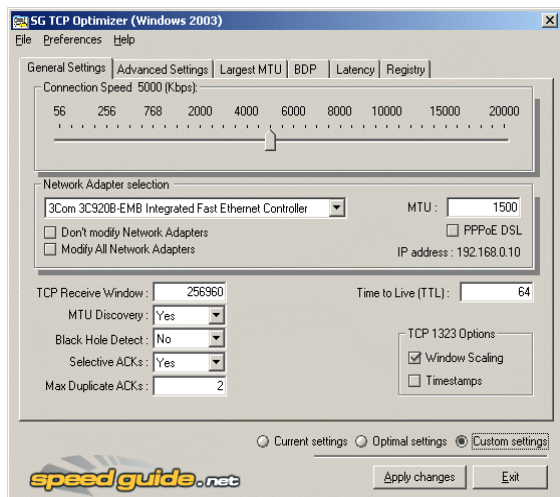 SG TCP Optimizer (Windows 2003)
File Preferences Help
General Settings Advanced Settings Largest MTU BDP Latency Registry
Connection Speed 5000 (Kbps):
56 256 768 2000 4000 6000 8000 10000 15000 20000
Network Adapter selection
3Com 3C920B-EMB Integrated Fast Ethernet Controller MTU : 1500
Don't modify Network Adapters PPPoE DSL
Modify All Network Adapters IP address : 192.168.0.10
TCP Receive Window : 256960 Time to Live (TTL) : 64
MTU Discovery : Yes
Black Hole Detect : No TCP 1323 Options
Selective ACKs : Yes Window Scaling
Max Duplicate ACKs : 2 Timestamps
Current settings Optimal settings Custom settings
speedguide.net Apply changes Exit